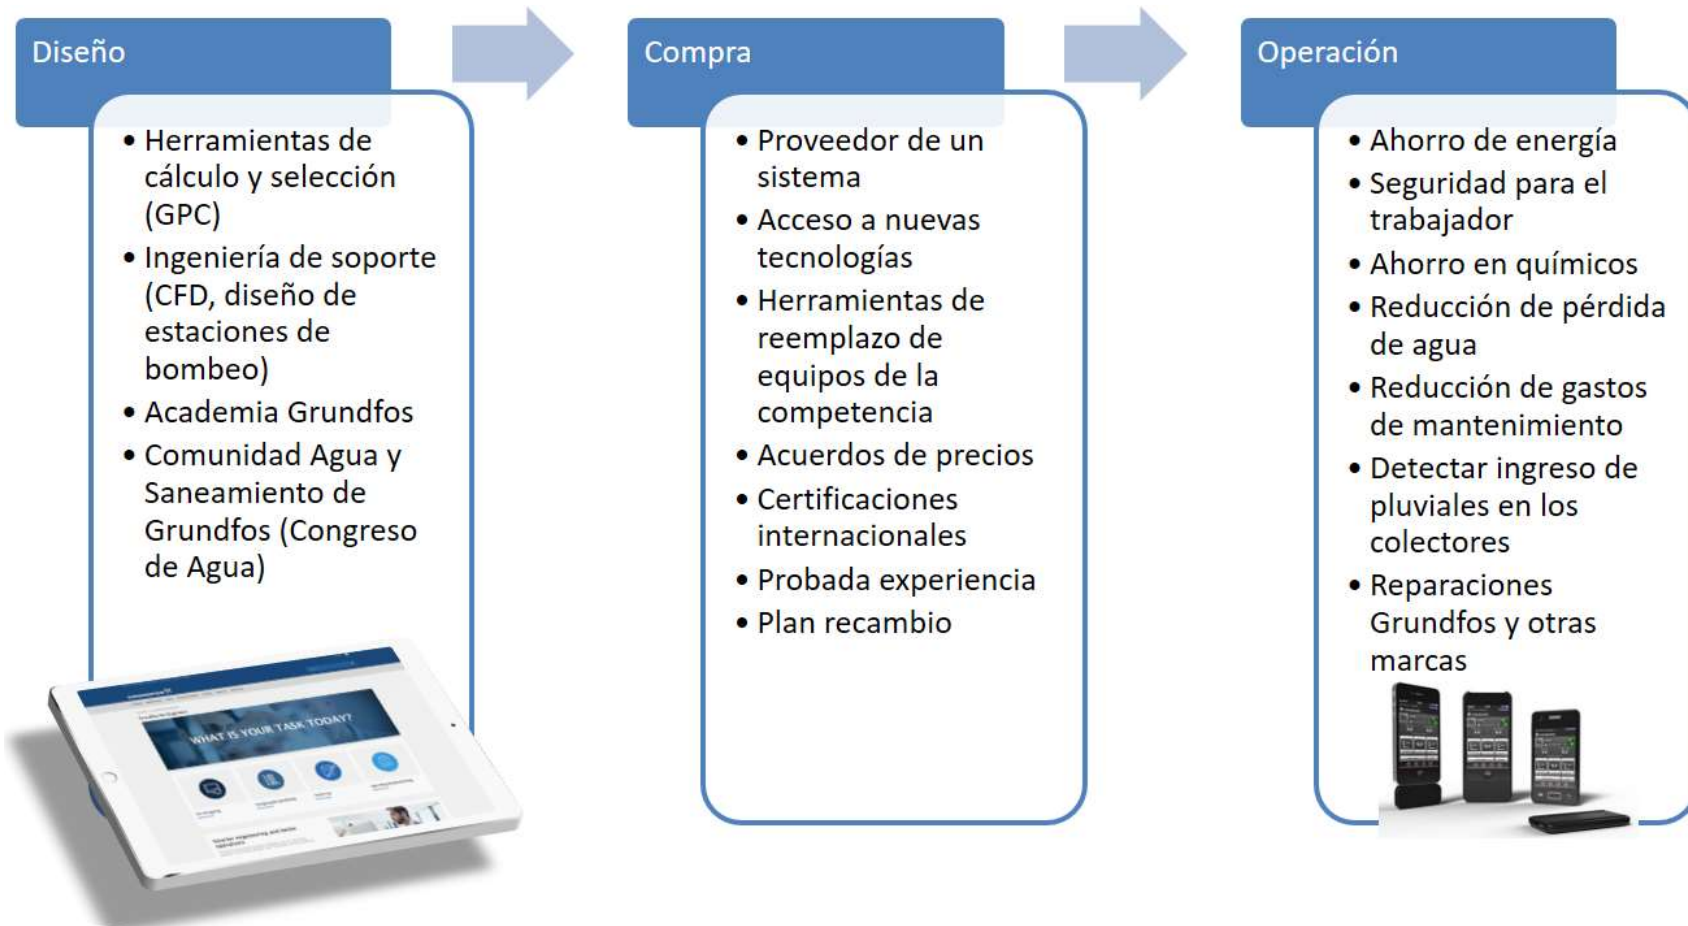 Diseño
• Herramientas de
cálculo y selección
(GPC)
• Ingeniería de soporte
(CFD, diseño de
estaciones de
bombeo)
• Academia Grundfos
• Comunidad Agua y
Saneamiento de
Grundfos (Congreso
de Agua)
WHAT IS YOUR TASK TODAY?
Compra
• Proveedor de un
sistema
• Acceso a nuevas
tecnologías
• Herramientas de
reemplazo de
equipos de la
competencia
• Acuerdos de precios
• Certificaciones
internacionales
• Probada experiencia
• Plan recambio
Operación
• Ahorro de energía
• Seguridad para el
trabajador
• Ahorro en químicos
• Reducción de pérdida
de agua
• Reducción de gastos
de mantenimiento
• Detectar ingreso de
pluviales en los
colectores
• Reparaciones
Grundfos y otras
marcas